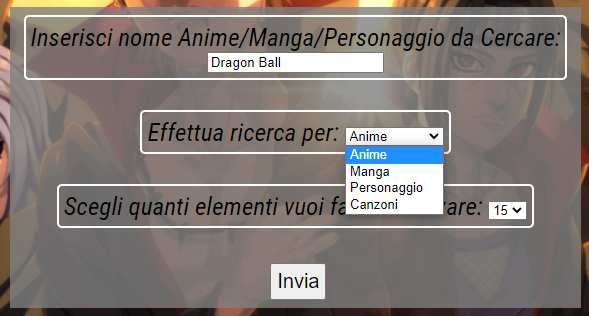 Inserisci nome Anime/Manga/Personaggio da Cercare:
Dragon Ball
Effettua ricerca per: Anime
Anime
Manga
Personaggio
Canzoni
Scegli quanti elementi vuoi fa are: 15
Invia